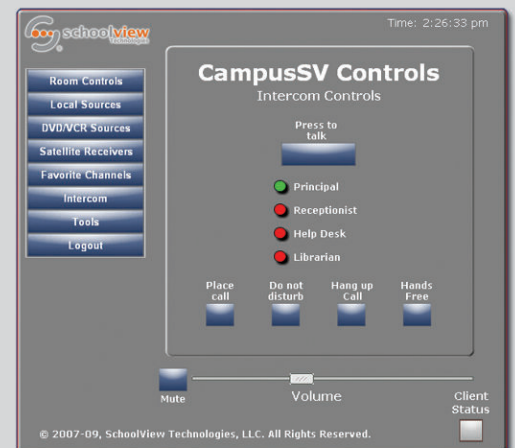 Time: 2:26:33 pm
schoolview
Technologies
Room Controls
Local Sources
DVD/VCR Sources
Satellite Receivers
Favorite Channels
Intercom
Tools
Logout
CampusSV Controls
Intercom Controls
Press to
talk
Principal
Receptionist
Help Desk
Librarian
Place
call
Do not
disturb
Hang up
Call
Hands
Free
Mute
Volume
Client
Status
© 2007-09, SchoolView Technologies, LLC. All Rights Reserved.